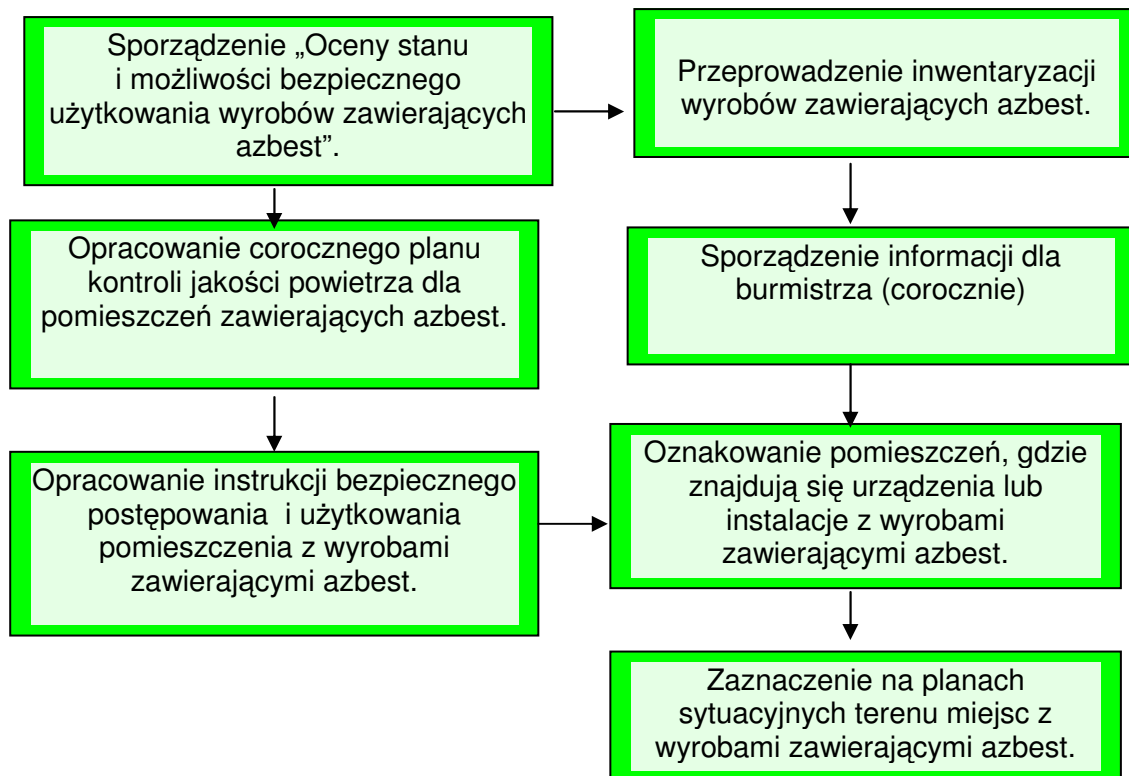 Sporządzenie „Oceny stanu
i możliwości bezpiecznego
użytkowania wyrobów zawierających
azbest”.
Przeprowadzenie inwentaryzacji
wyrobów zawierających azbest.
Opracowanie corocznego planu
kontroli jakości powietrza dla
pomieszczeń zawierających azbest.
Sporządzenie informacji dla
burmistrza (corocznie)
Opracowanie instrukcji bezpiecznego
postępowania i użytkowania
pomieszczenia z wyrobami
zawierającymi azbest.
Oznakowanie pomieszczeń, gdzie
znajdują się urządzenia lub
instalacje z wyrobami
zawierającymi azbest.
Zaznaczenie na planach
sytuacyjnych terenu miejsc z
wyrobami zawierającymi azbest.